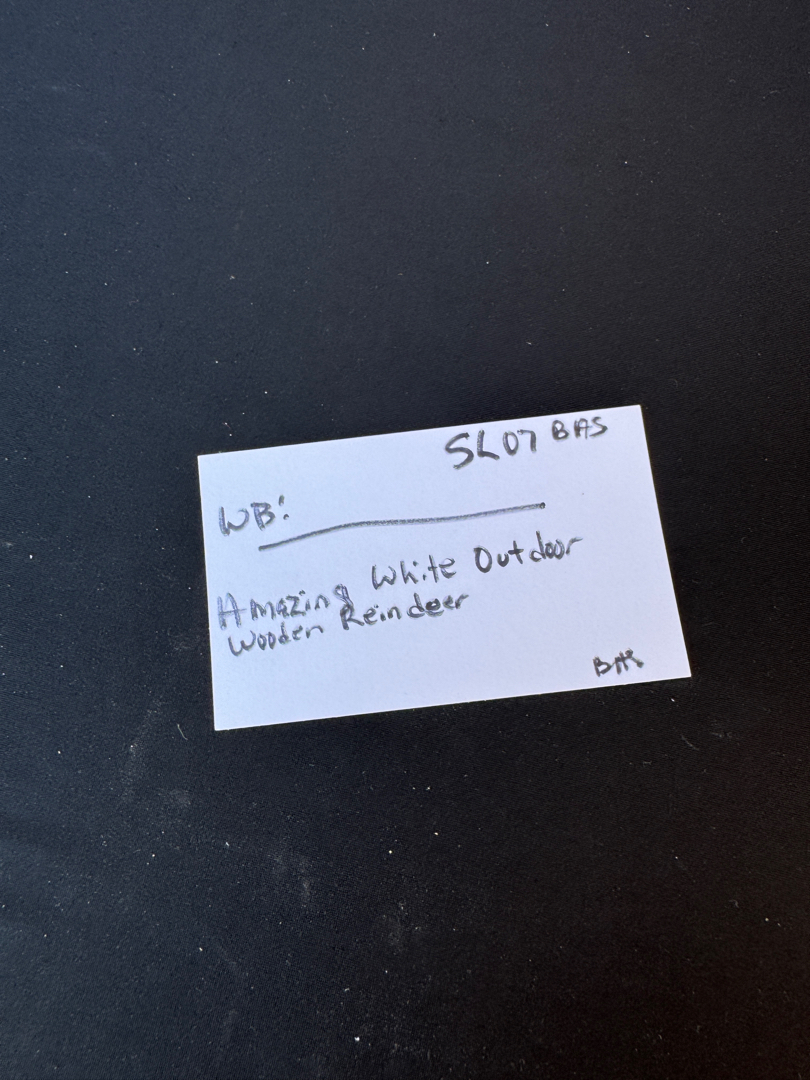 SL07 BAS
WB:
Amazing White Outdoor
Wooden Reindeer
BAS